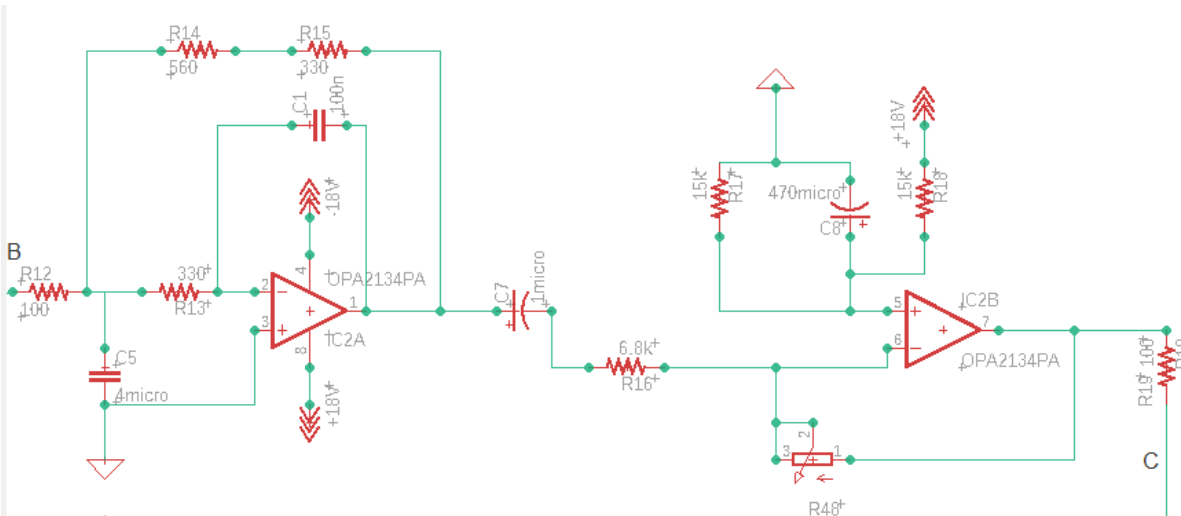 R14
560
R15
330
C1
100n
B
R12
100
330
R13
-18V
4
OPA2134PA
2
3
1
8
IC2A
+18V
C5
4micro
C7
1micro
6.8k
R16
15k
R17
470micro
C8
+18V
15k
R18
5
6
7
IC2B
OPA2134PA
R19
100
3
2
1
R48
C